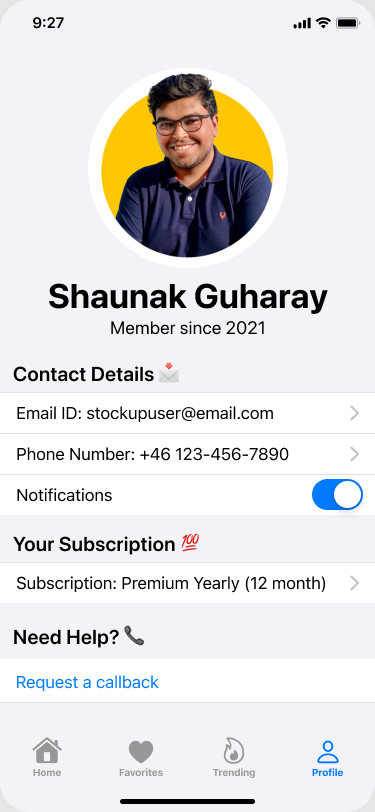 9:27
Shaunak Guharay
Member since 2021
Contact Details 📩
Email ID: stockupuser@email.com
Phone Number: +46 123-456-7890
Notifications
Your Subscription 💯
Subscription: Premium Yearly (12 month)
Need Help? 📞
Request a callback
Home Favorites Trending Profile